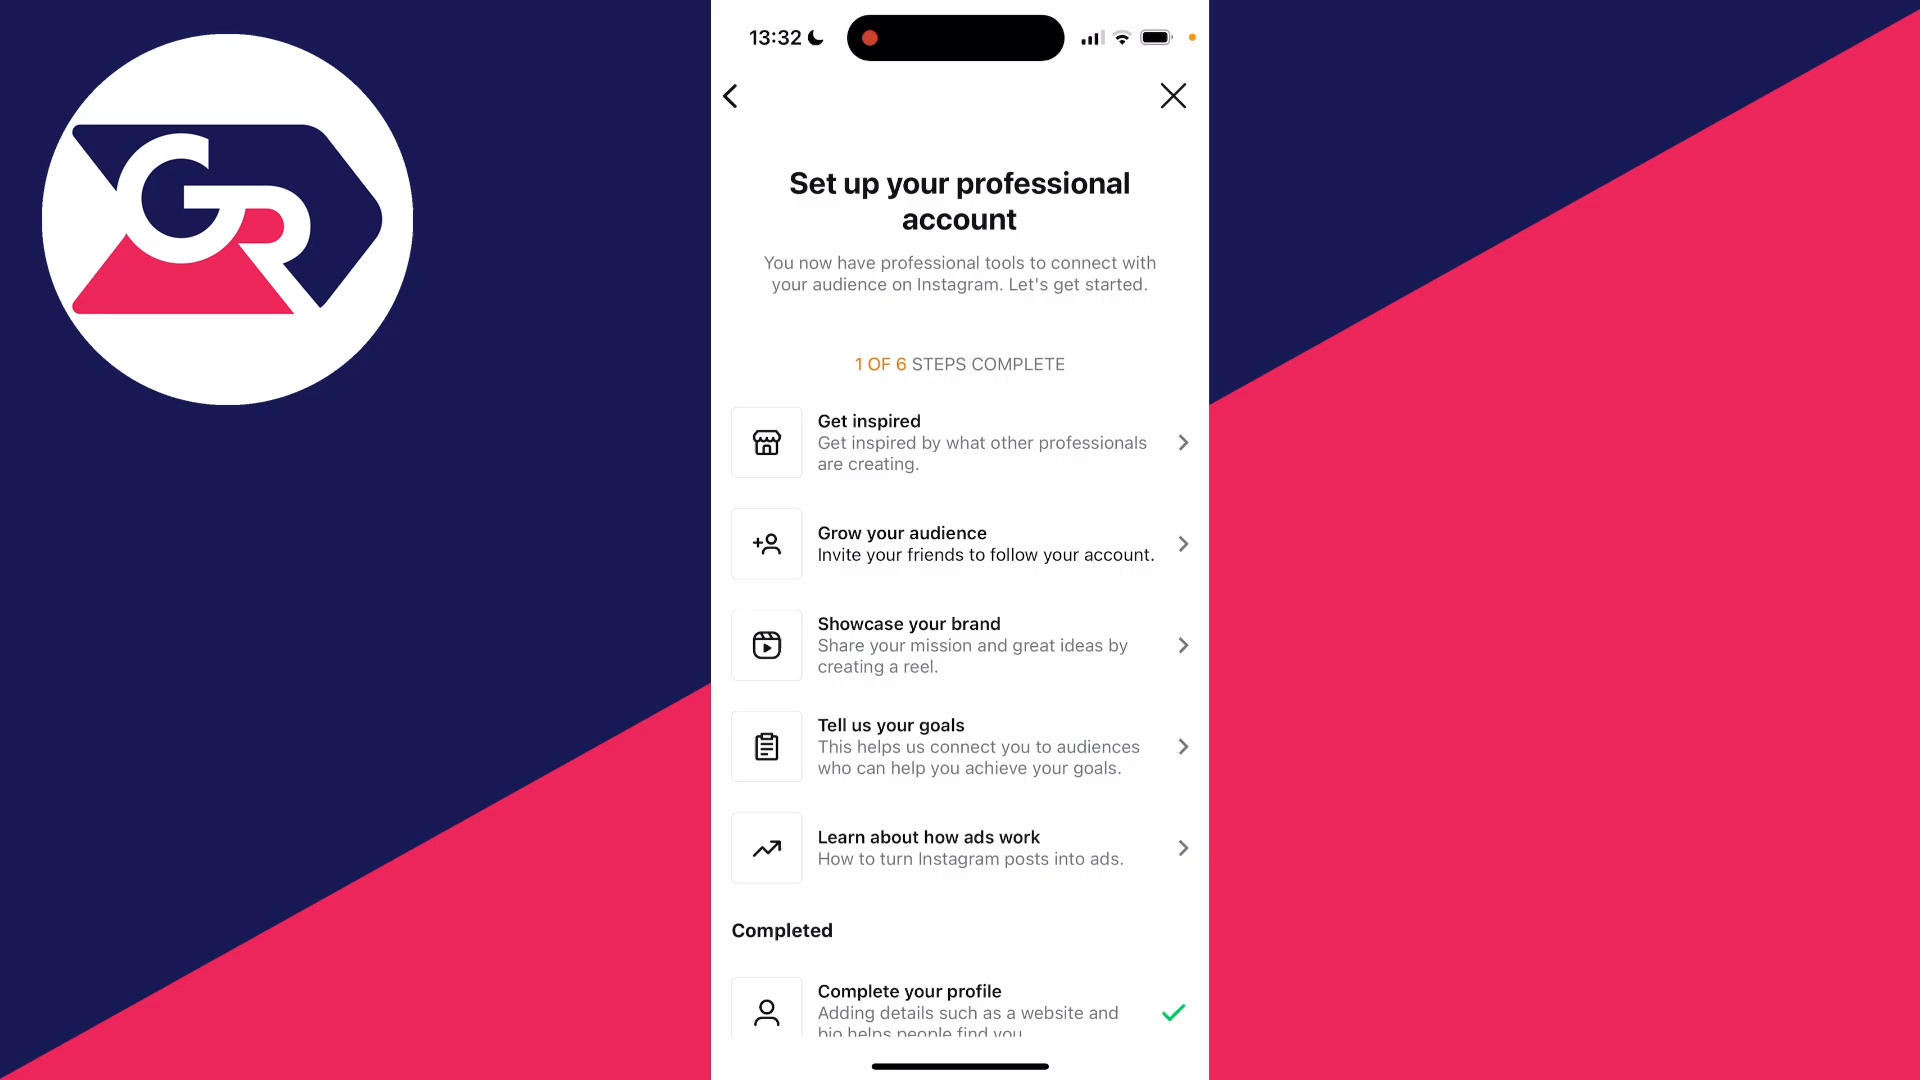 GR
13:32
Set up your professional
account
You now have professional tools to connect with
your audience on Instagram. Let's get started.
1 OF 6 STEPS COMPLETE
Get inspired
Get inspired by what other professionals
are creating.
Grow your audience
Invite your friends to follow your account.
Showcase your brand
Share your mission and great ideas by
creating a reel.
Tell us your goals
This helps us connect you to audiences
who can help you achieve your goals.
Learn about how ads work
How to turn Instagram posts into ads.
Completed
Complete your profile
Adding details such as a website and
bio helps people find you